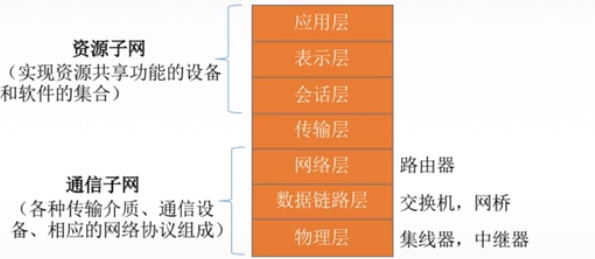 资源子网
（实现资源共享功能的设备
和软件的集合）
通信子网
（各种传输介质、通信设
备、相应的网络协议组成）
应用层
表示层
会话层
传输层
网络层
数据链路层
物理层
路由器
交换机，网桥
集线器，中继器